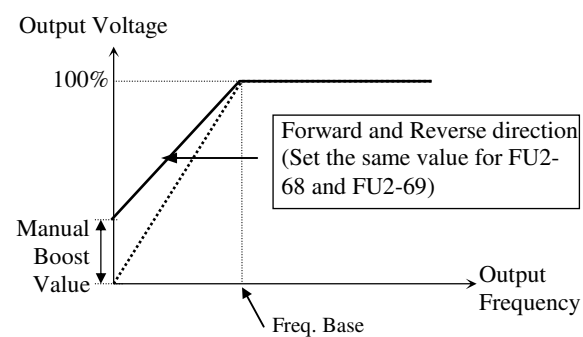 Output Voltage
100%
Forward and Reverse direction
(Set the same value for FU2-
68 and FU2-69)
Manual
Boost
Value
Output
Frequency
Freq. Base